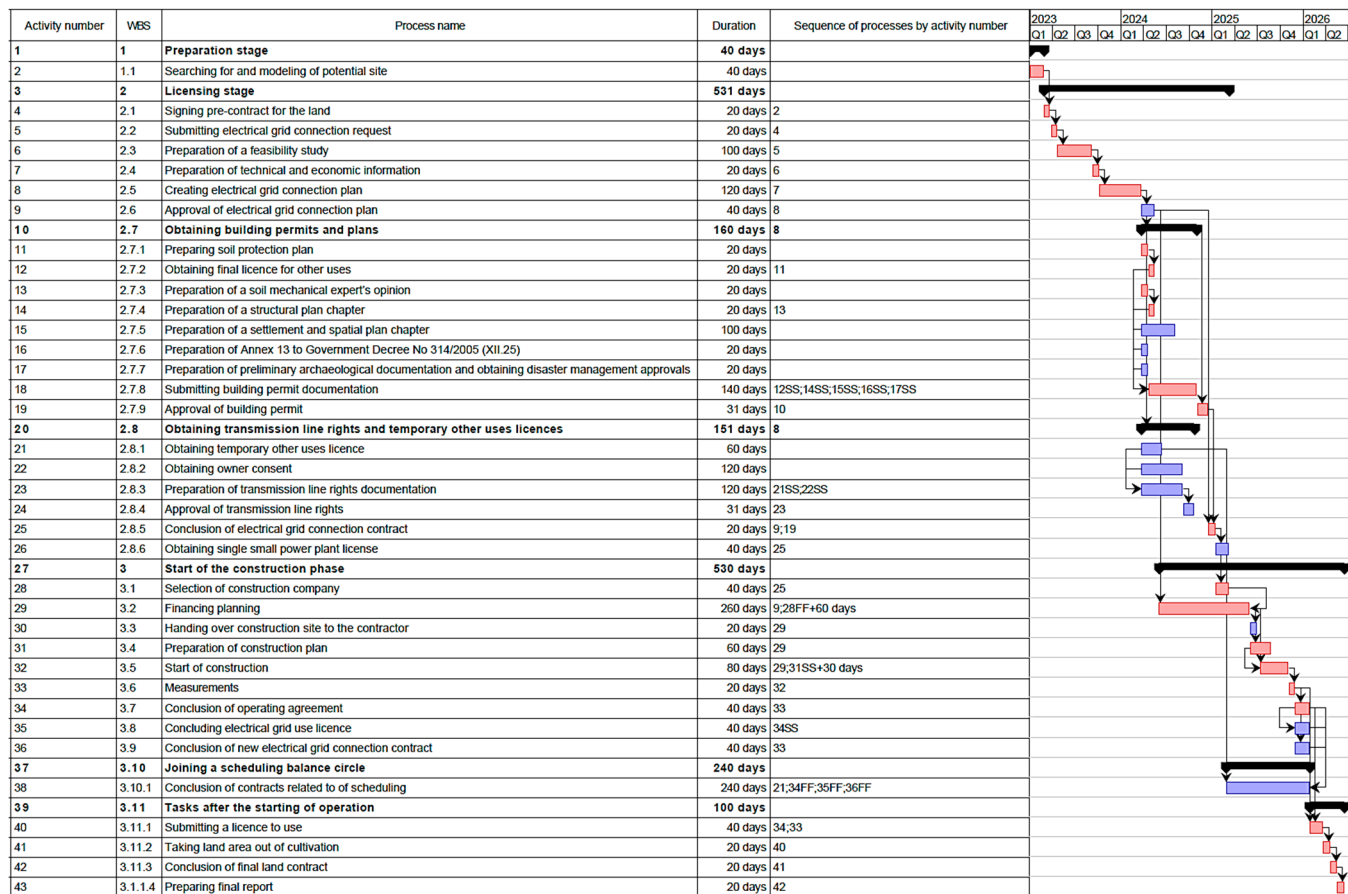 Activity number WBS Process name Duration Sequence of processes by activity number 2023 2024 2025 2026
Q1 Q2 Q3 Q4 Q1 Q2 Q3 Q4 Q1 Q2 Q3 Q4 Q1 Q2
1 1 Preparation stage 40 days
2 1.1 Searching for and modeling of potential site 40 days
3 2 Licensing stage 531 days
4 2.1 Signing pre-contract for the land 20 days 2
5 2.2 Submitting electrical grid connection request 20 days 4
6 2.3 Preparation of a feasibility study 100 days 5
7 2.4 Preparation of technical and economic information 20 days 6
8 2.5 Creating electrical grid connection plan 120 days 7
9 2.6 Approval of electrical grid connection plan 40 days 8
10 2.7 Obtaining building permits and plans 160 days 8
11 2.7.1 Preparing soil protection plan 20 days
12 2.7.2 Obtaining final licence for other uses 20 days 11
13 2.7.3 Preparation of a soil mechanical expert's opinion 20 days
14 2.7.4 Preparation of a structural plan chapter 20 days 13
15 2.7.5 Preparation of a settlement and spatial plan chapter 100 days
16 2.7.6 Preparation of Annex 13 to Government Decree No 314/2005 (XII.25) 20 days
17 2.7.7 Preparation of preliminary archaeological documentation and obtaining disaster management approvals 20 days
18 2.7.8 Submitting building permit documentation 140 days 12SS;14SS;15SS;16SS;17SS
19 2.7.9 Approval of building permit 31 days 10
20 2.8 Obtaining transmission line rights and temporary other uses licences 151 days 8
21 2.8.1 Obtaining temporary other uses licence 60 days
22 2.8.2 Obtaining owner consent 120 days
23 2.8.3 Preparation of transmission line rights documentation 120 days 21SS;22SS
24 2.8.4 Approval of transmission line rights 31 days 23
25 2.8.5 Conclusion of electrical grid connection contract 20 days 9;19
26 2.8.6 Obtaining single small power plant license 40 days 25
27 3 Start of the construction phase 530 days
28 3.1 Selection of construction company 40 days 25
29 3.2 Financing planning 260 days 9;28FF+60 days
30 3.3 Handing over construction site to the contractor 20 days 29
31 3.4 Preparation of construction plan 60 days 29
32 3.5 Start of construction 80 days 29;31SS+30 days
33 3.6 Measurements 20 days 32
34 3.7 Conclusion of operating agreement 40 days 33
35 3.8 Concluding electrical grid use licence 40 days 34SS
36 3.9 Conclusion of new electrical grid connection contract 40 days 33
37 3.10 Joining a scheduling balance circle 240 days
38 3.10.1 Conclusion of contracts related to of scheduling 240 days 21;34FF;35FF;36FF
39 3.11 Tasks after the starting of operation 100 days
40 3.11.1 Submitting a licence to use 40 days 34;33
41 3.11.2 Taking land area out of cultivation 20 days 40
42 3.11.3 Conclusion of final land contract 20 days 41
43 3.1.1.4 Preparing final report 20 days 42